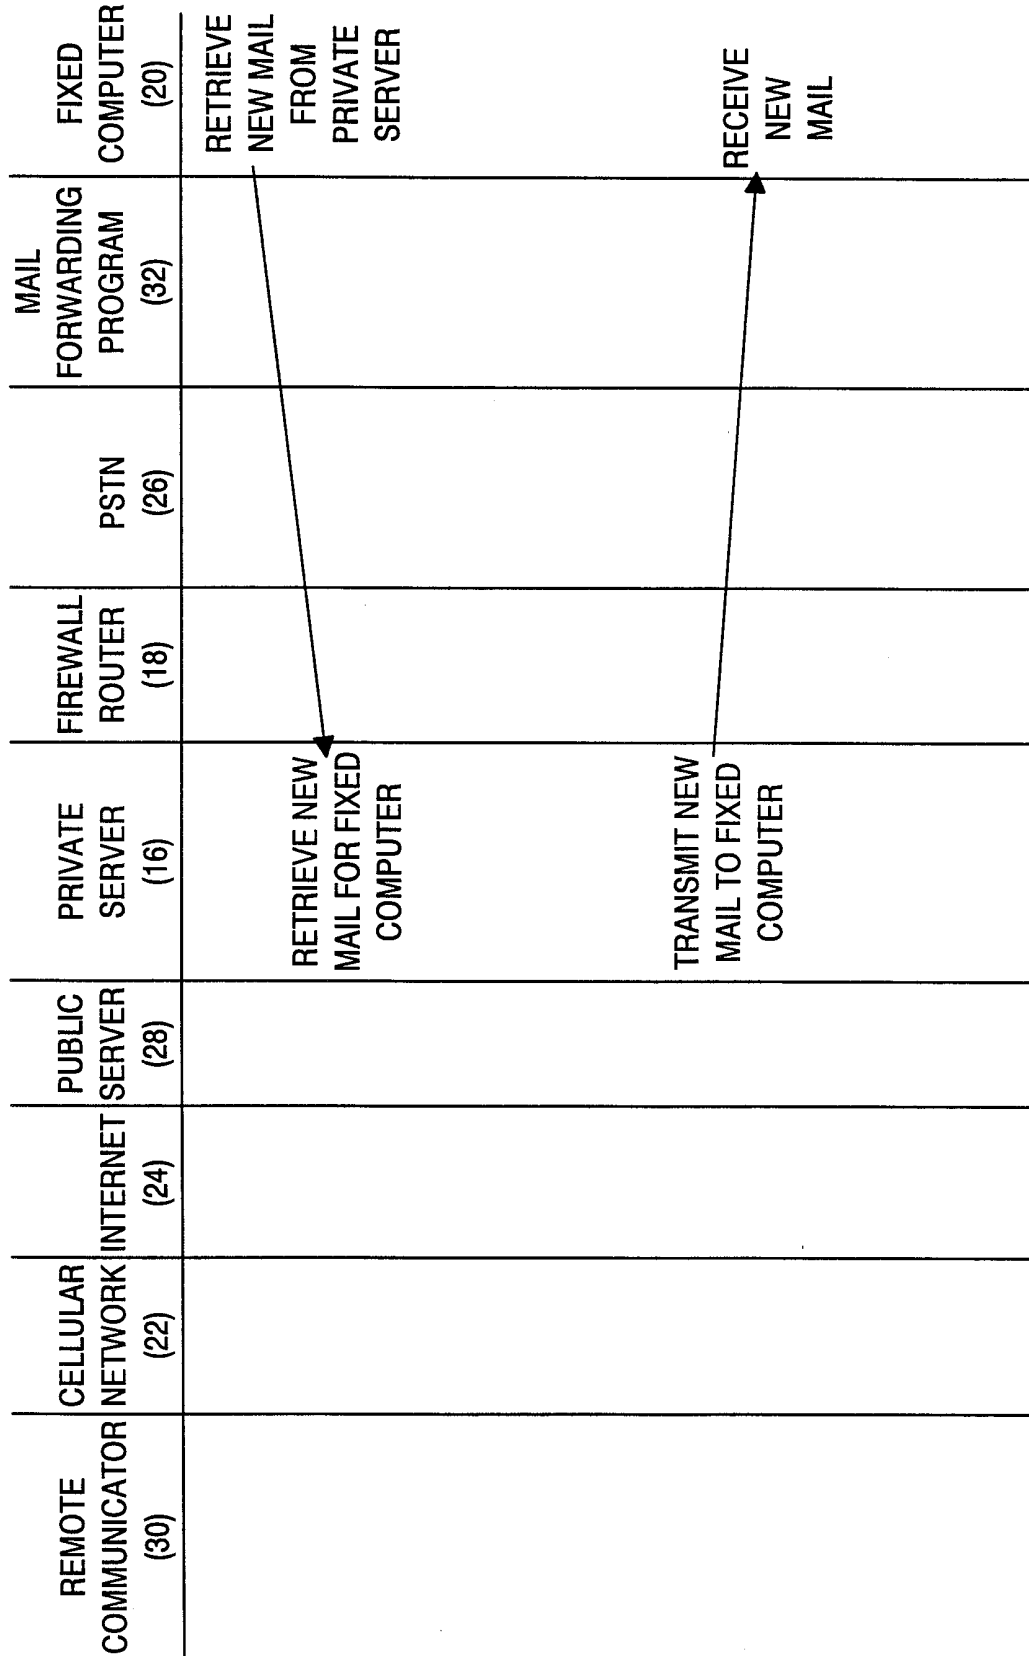 REMOTE
COMMUNICATOR
(30)
CELLULAR
NETWORK
(22)
INTERNET
(24)
PUBLIC
SERVER
(28)
PRIVATE
SERVER
(16)
FIREWALL
ROUTER
(18)
PSTN
(26)
MAIL
FORWARDING
PROGRAM
(32)
FIXED
COMPUTER
(20)
RETRIEVE
NEW MAIL
FROM
PRIVATE
SERVER
RETRIEVE NEW
MAIL FOR FIXED
COMPUTER
TRANSMIT NEW
MAIL TO FIXED
COMPUTER
RECEIVE
NEW
MAIL